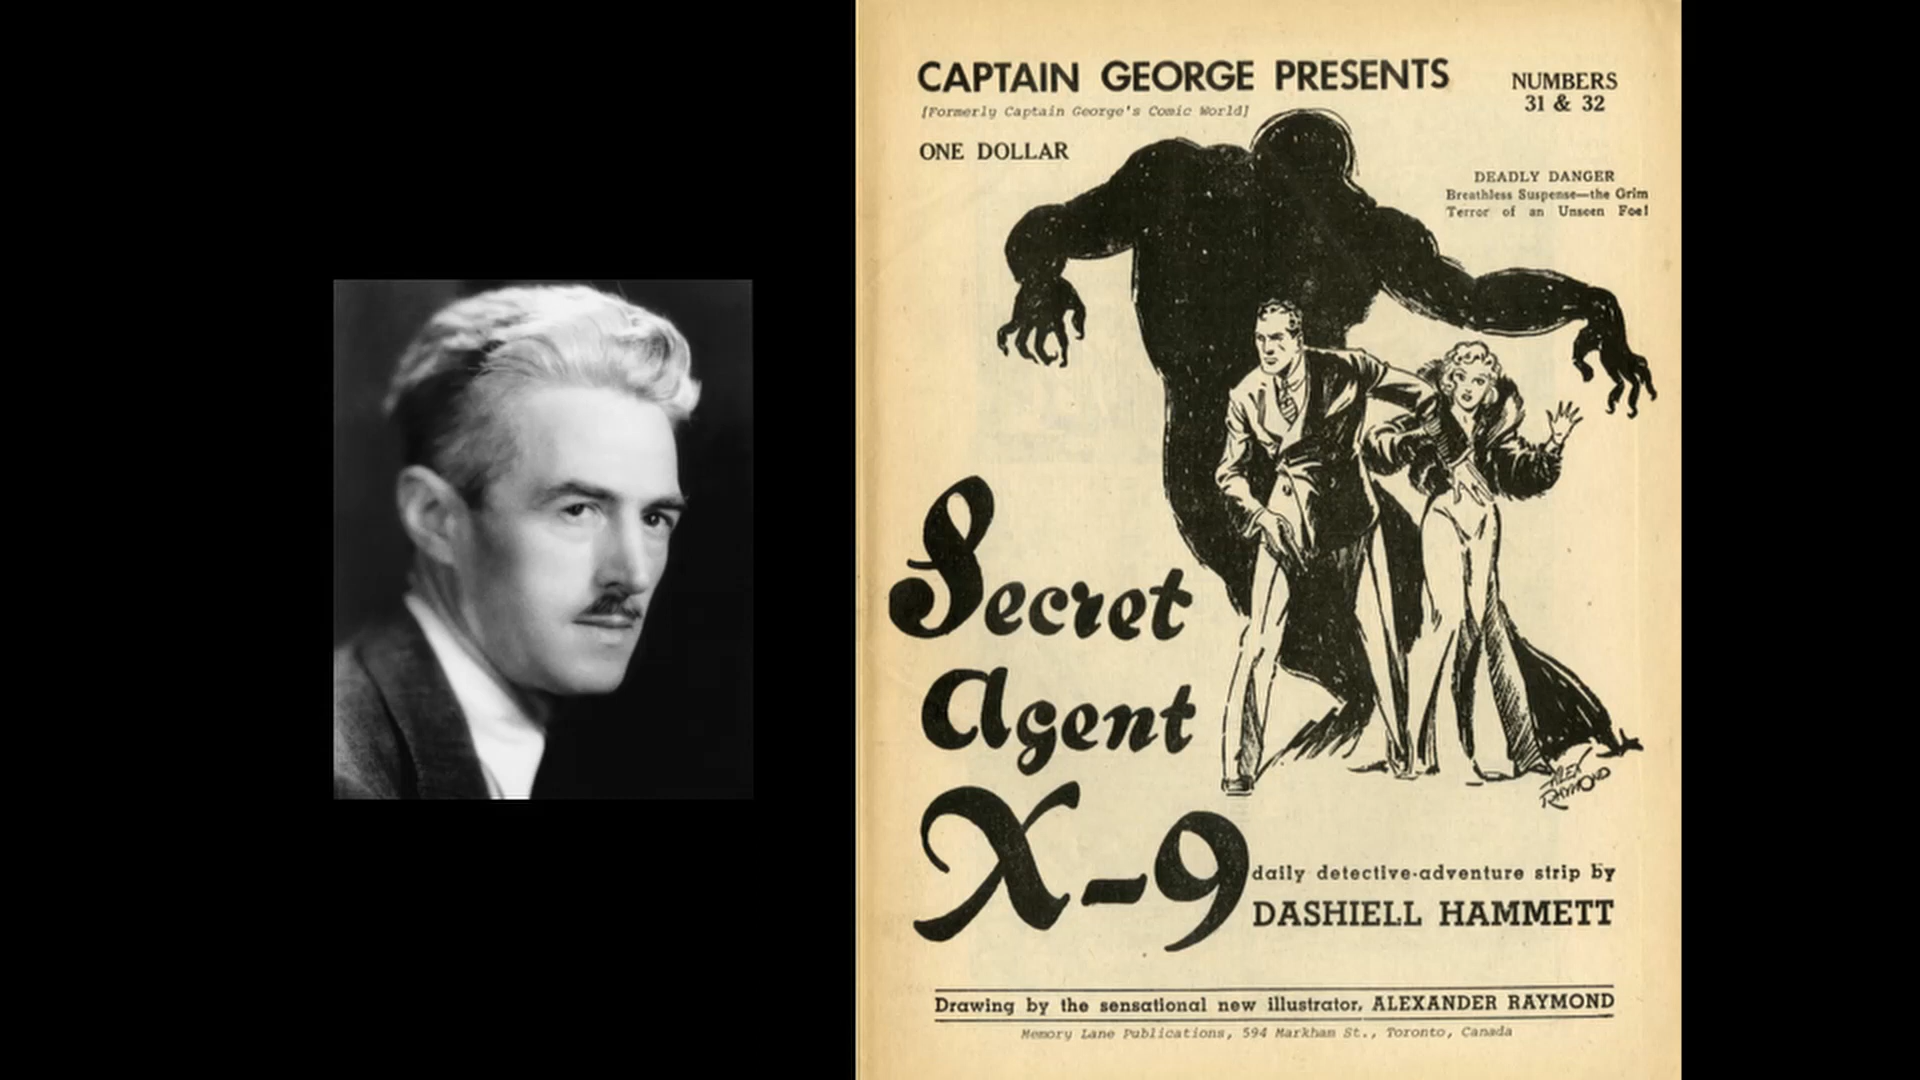 CAPTAIN GEORGE PRESENTS
[Formerly Captain George's Comic World]
NUMBERS
31 & 32
ONE DOLLAR
DEADLY DANGER
Breathless Suspense—the Grim
Terror of an Unseen Foe!
Secret
Agent
X-9
ALEX
RAYMOND
daily detective-adventure strip by
DASHIELL HAMMETT
Drawing by the sensational new illustrator, ALEXANDER RAYMOND
Memory Lane Publications, 594 Markham St., Toronto, Canada